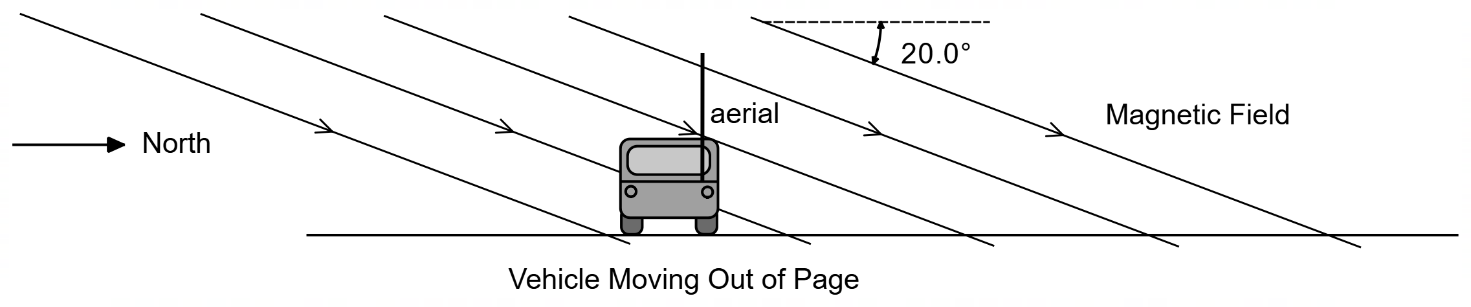 20.0°
aerial
Magnetic Field
North
Vehicle Moving Out of Page